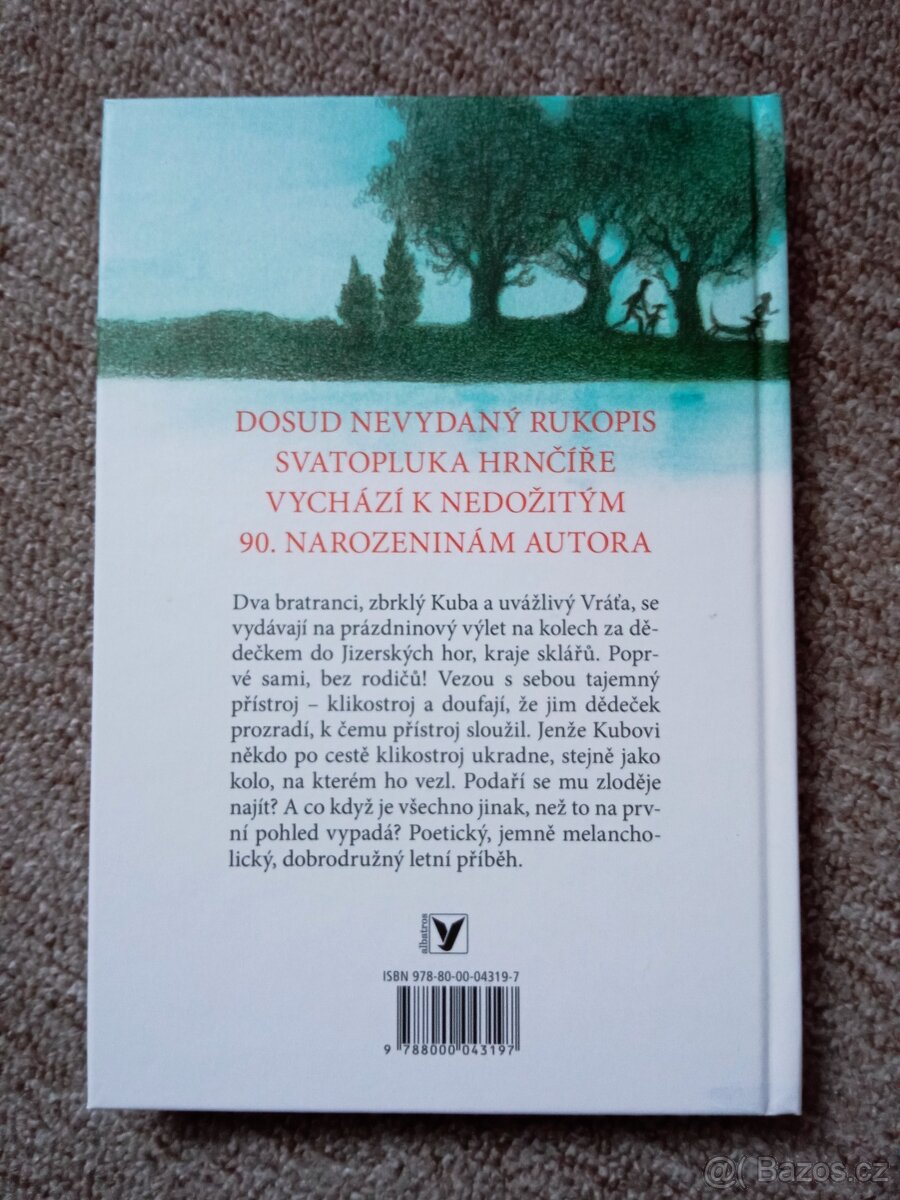 DOSUD NEVYDANÝ RUKOPIS
SVATOPLUKA HRNČÍŘE
VYCHÁZÍ K NEDOŽITÝM
90. NAROZENINÁM AUTORA
Dva bratranci, zbrklý Kuba a uvážlivý Vráťa, se
vydávají na prázdninový výlet na kolech za dě-
dečkem do Jizerských hor, kraje sklářů. Popr-
vé sami, bez rodičů! Vezou s sebou tajemný
přístroj – klikostroj a doufají, že jim dědeček
prozradí, k čemu přístroj sloužil. Jenže Kubovi
někdo po cestě klikostroj ukradne, stejně jako
kolo, na kterém ho vezl. Podaří se mu zloděje
najít? A co když je všechno jinak, než to na prv-
ní pohled vypadá? Poetický, jemně melancho-
lický, dobrodružný letní příběh.
albatros
ISBN 978-80-00-04319-7
9 788000 043197
@ Bazos.cz